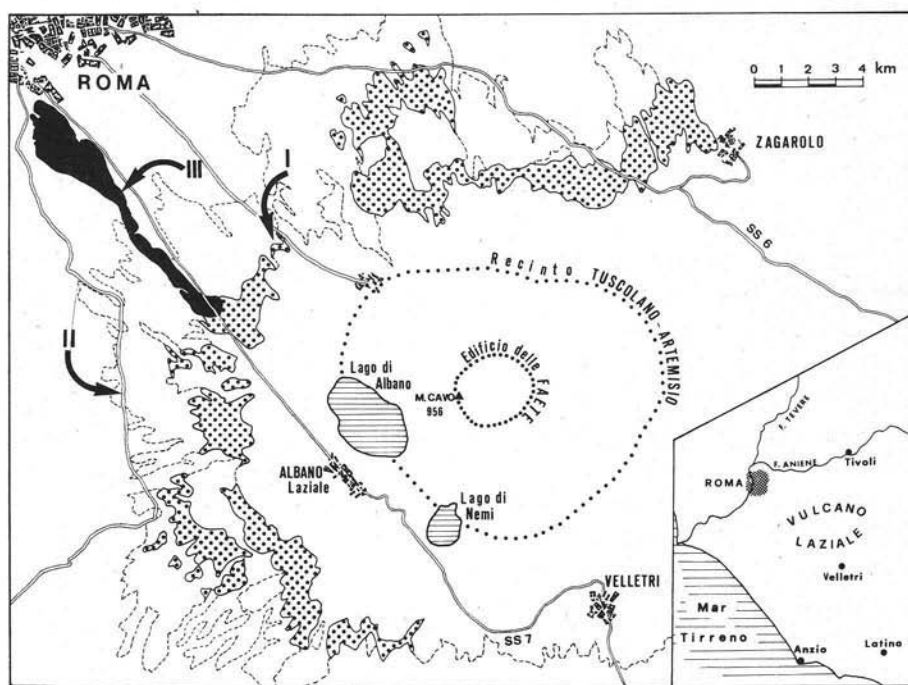 ROMA
0 1 2 3 4 km
ZAGAROLO
III
I
SS 6
Recinto TUSCOLANO-ARTEMISIO
II
Edificio delle FAETE
Lago di
Albano
M. CAVO
956
ALBANO
Laziale
Lago di
Nemi
VELLETRI
SS 7
F. TEVERE
F. ANIENE
Tivoli
ROMA
VULCANO
LAZIALE
Velletri
Mar
Tirreno
Anzio
Latina